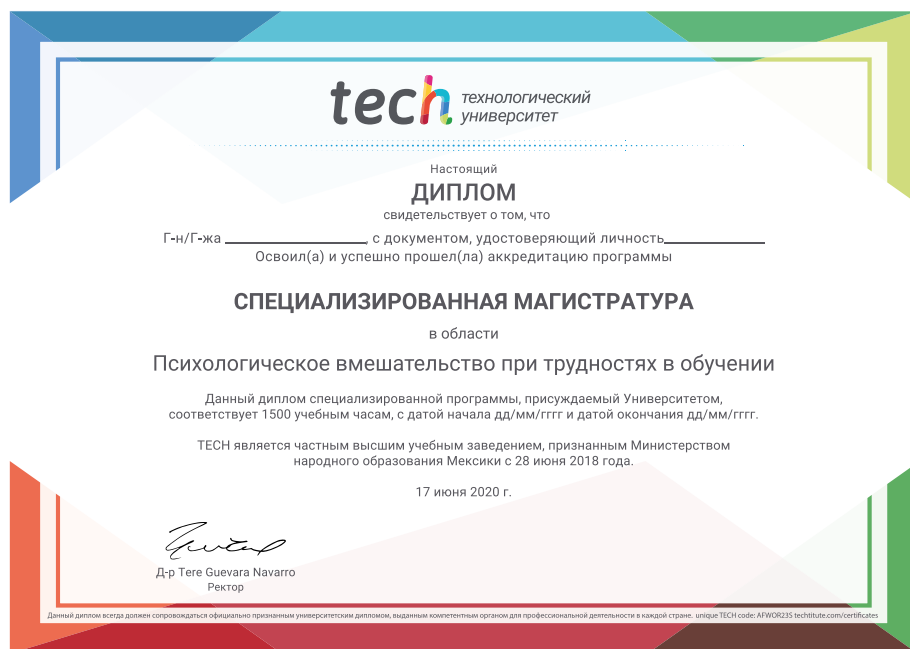 tech технологический
университет
Настоящий
ДИПЛОМ
свидетельствует о том, что
Г-н/Г-жа ________________, с документом, удостоверяющий личность____________
Освоил(а) и успешно прошел(ла) аккредитацию программы
СПЕЦИАЛИЗИРОВАННАЯ МАГИСТРАТУРА
в области
Психологическое вмешательство при трудностях в обучении
Данный диплом специализированной программы, присуждаемый Университетом,
соответствует 1500 учебным часам, с датой начала дд/мм/гггг и датой окончания дд/мм/гггг.
TECH является частным высшим учебным заведением, признанным Министерством
народного образования Мексики с 28 июня 2018 года.
17 июня 2020 г.
Д-р Tere Guevara Navarro
Ректор
Данный диплом всегда должен сопровождаться официально признанным университетским дипломом, выданным компетентным органом для профессиональной деятельности в каждой стране. unique TECH code: AFWOR23S techtitute.com/certificates